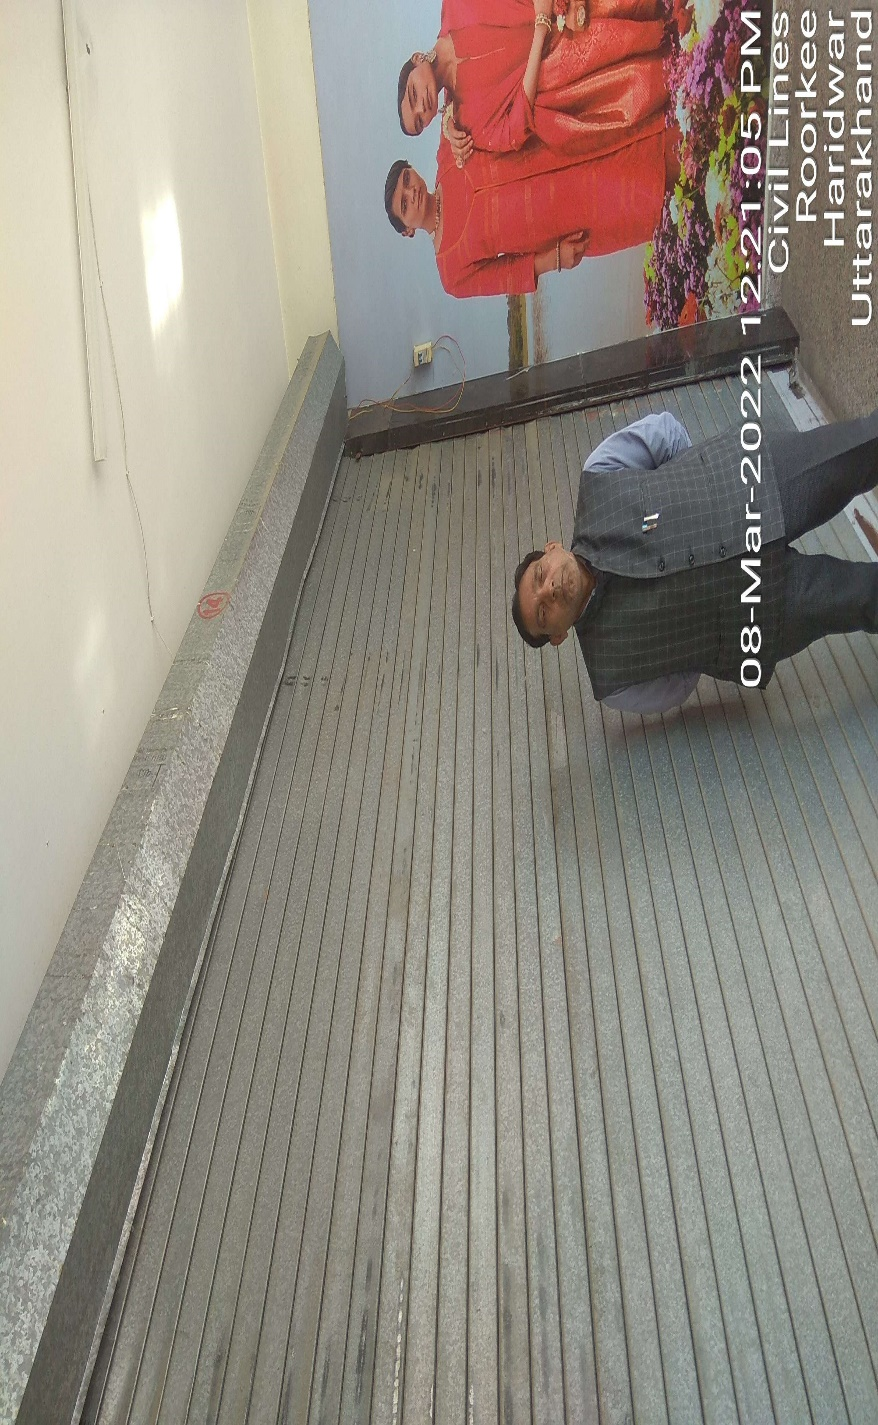 08-Mar-2022 12:21:05 PM
Civil Lines
Roorkee
Haridwar
Uttarakhand